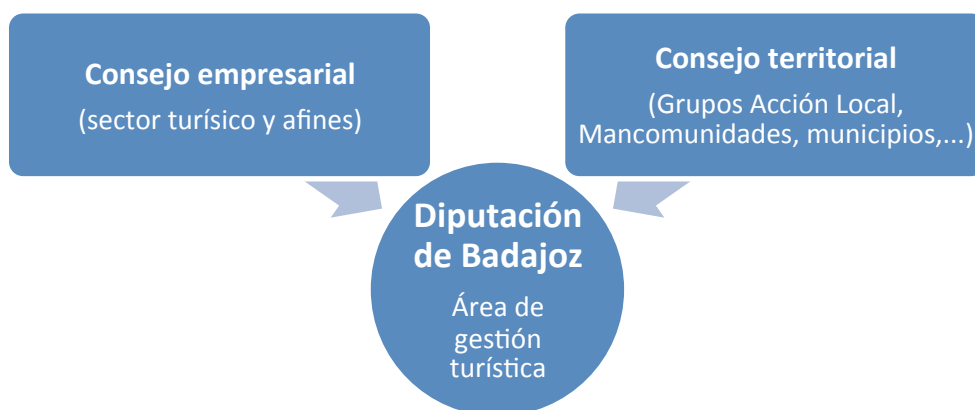 Consejo empresarial
(sector turísico y afines)
Consejo territorial
(Grupos Acción Local,
Mancomunidades, municipios,...)
Diputación
de Badajoz
Área de
gestión
turística